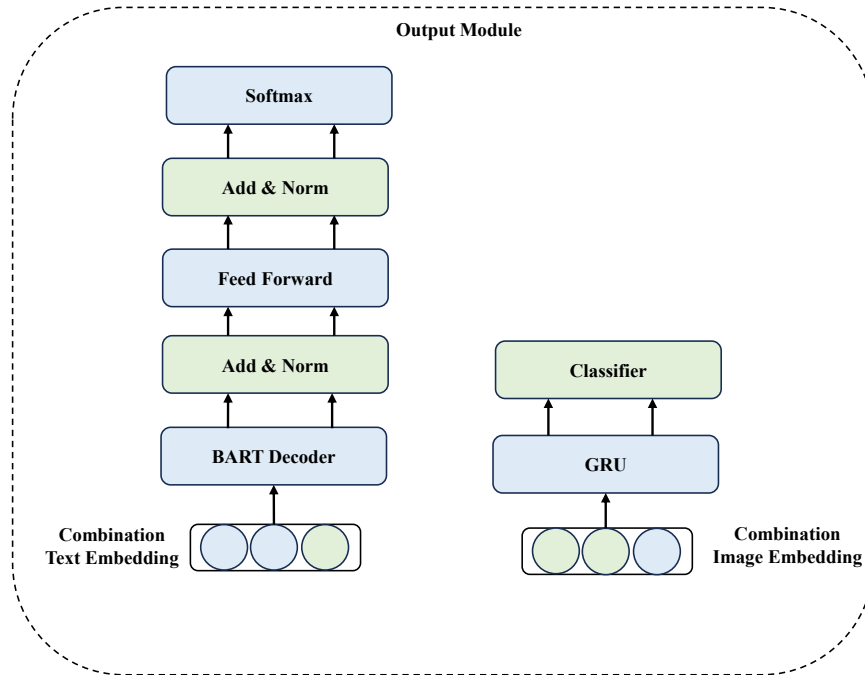 Output Module
Softmax
Add & Norm
Feed Forward
Add & Norm
BART Decoder
Combination
Text Embedding
Classifier
GRU
Combination
Image Embedding